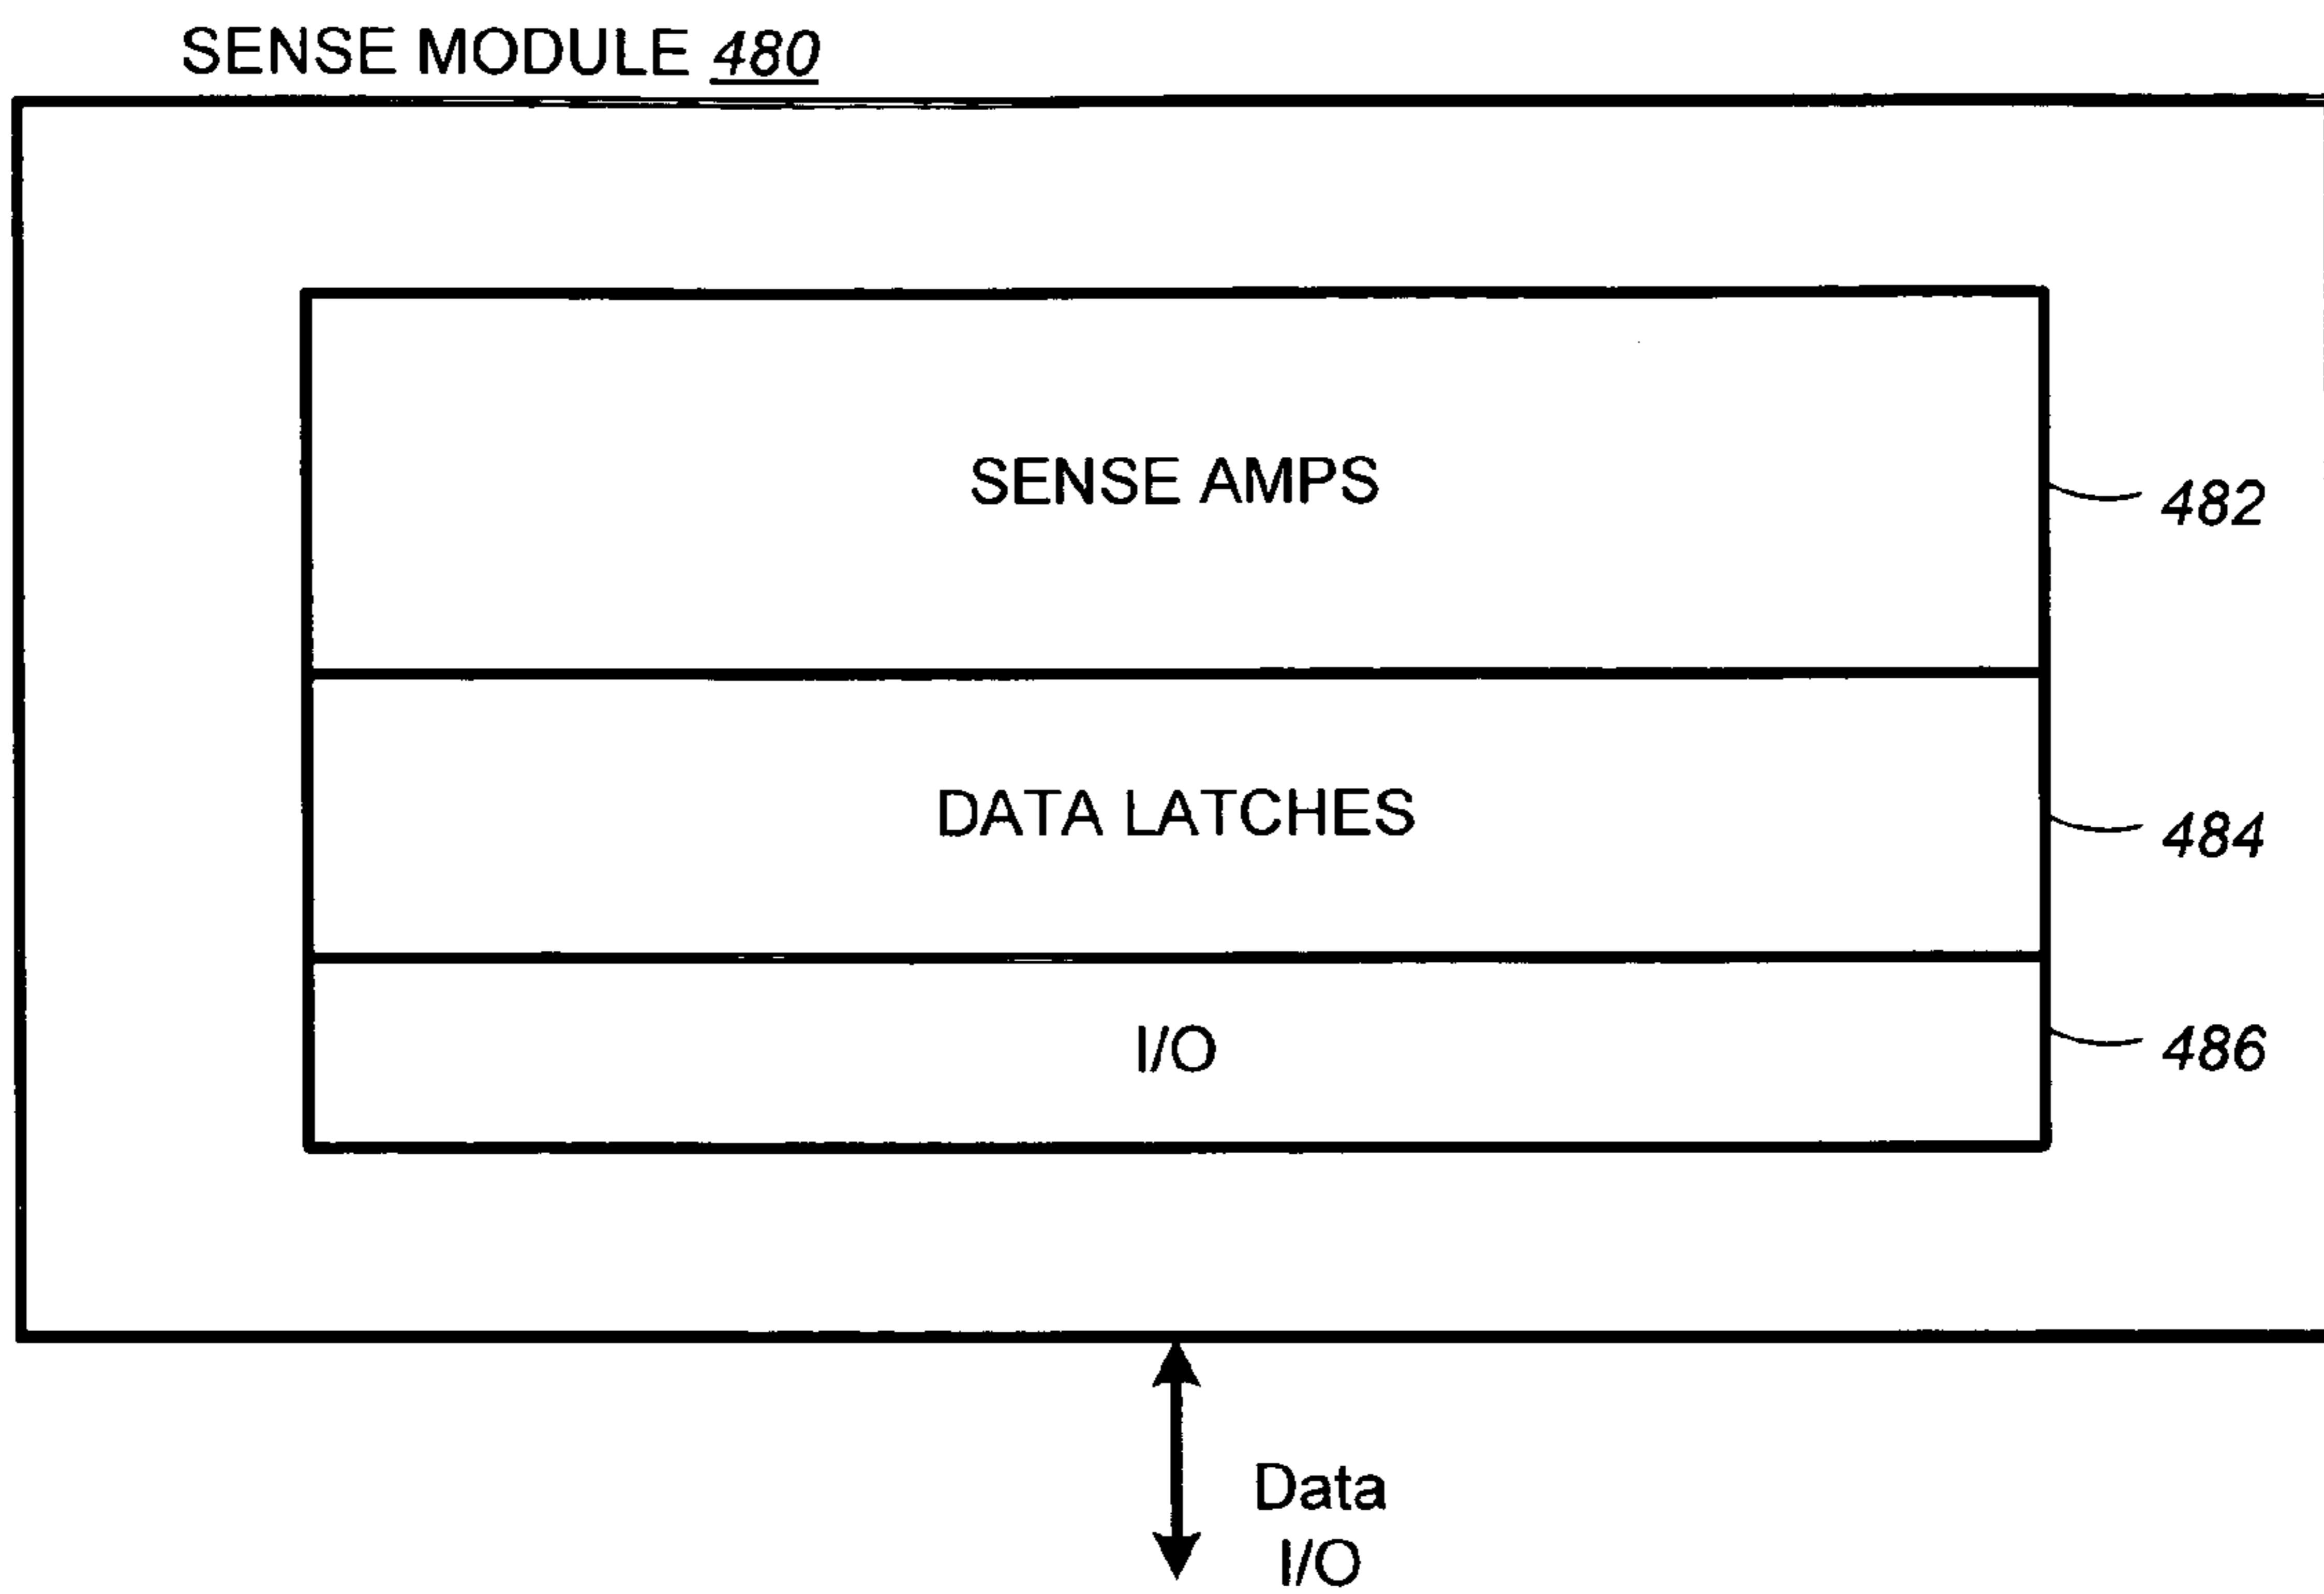 SENSE MODULE 480
SENSE AMPS
482
DATA LATCHES
484
I/O
486
Data
I/O